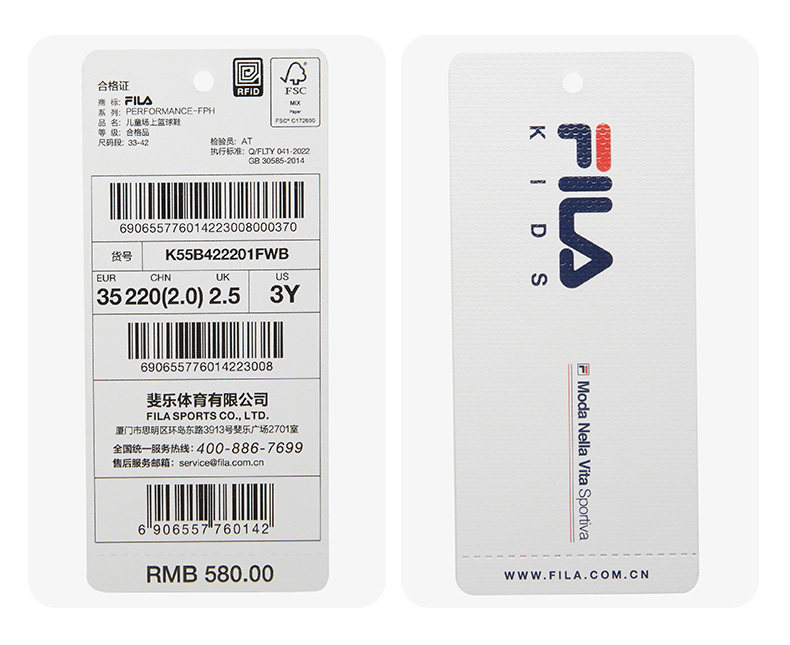 合格证
商 标: FILA
系 列: PERFORMANCE-FPH
品 名: 儿童场上篮球鞋
等 级: 合格品
尺码段: 33-42
检验员: AT
执行标准: Q/FLTY 041-2022
GB 30585-2014
RFID
FSC
MIX
Paper
FSC® C172600
690655776014223008000370
货号 K55B422201FWB
EUR CHN UK US
35 220(2.0) 2.5 3Y
690655776014223008
斐乐体育有限公司
FILA SPORTS CO., LTD.
厦门市思明区环岛东路3913号斐乐广场2701室
全国统一服务热线: 400-886-7699
售后服务邮箱: service@fila.com.cn
6 906557 760142
RMB 580.00
FILA
KIDS
Moda Nella Vita Sportiva
WWW.FILA.COM.CN